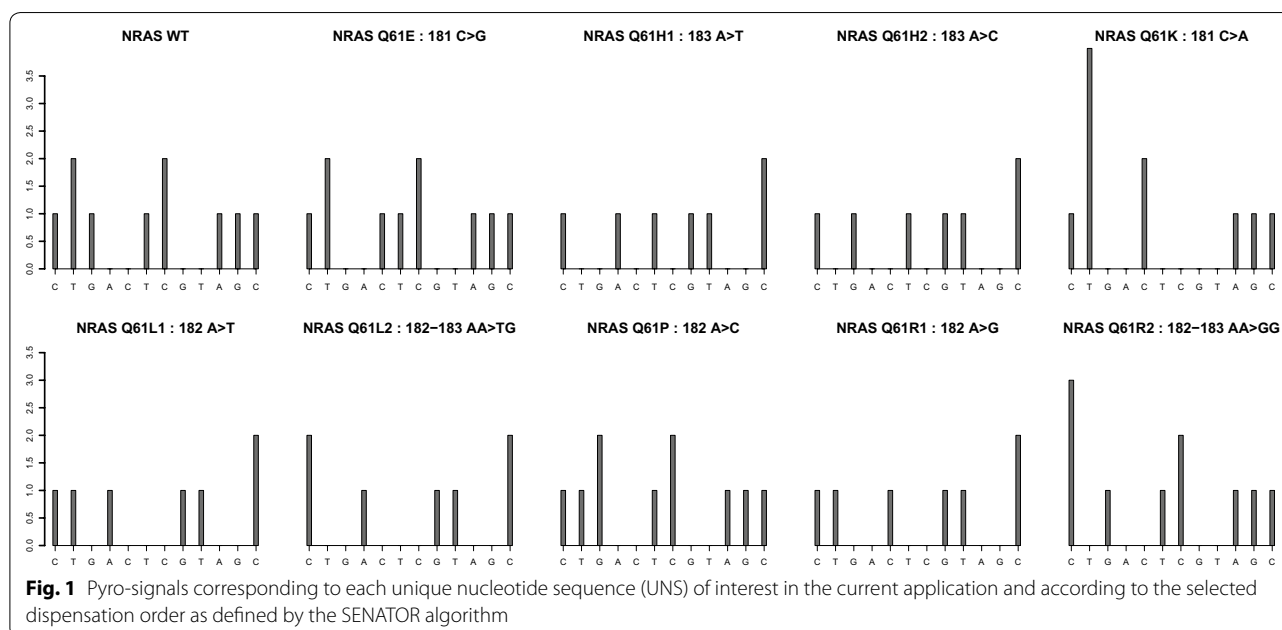 NRAS WT
NRAS Q61E : 181 C>G
NRAS Q61H1 : 183 A>T
NRAS Q61H2 : 183 A>C
NRAS Q61K : 181 C>A
3.5
3.0
2.5
2.0
1.5
1.0
0.5
0.0
C T G A C T C G T A G C
C T G A C T C G T A G C
C T G A C T C G T A G C
C T G A C T C G T A G C
C T G A C T C G T A G C
NRAS Q61L1 : 182 A>T
NRAS Q61L2 : 182−183 AA>TG
NRAS Q61P : 182 A>C
NRAS Q61R1 : 182 A>G
NRAS Q61R2 : 182−183 AA>GG
3.5
3.0
2.5
2.0
1.5
1.0
0.5
0.0
C T G A C T C G T A G C
C T G A C T C G T A G C
C T G A C T C G T A G C
C T G A C T C G T A G C
C T G A C T C G T A G C
Fig. 1 Pyro-signals corresponding to each unique nucleotide sequence (UNS) of interest in the current application and according to the selected
dispensation order as defined by the SENATOR algorithm